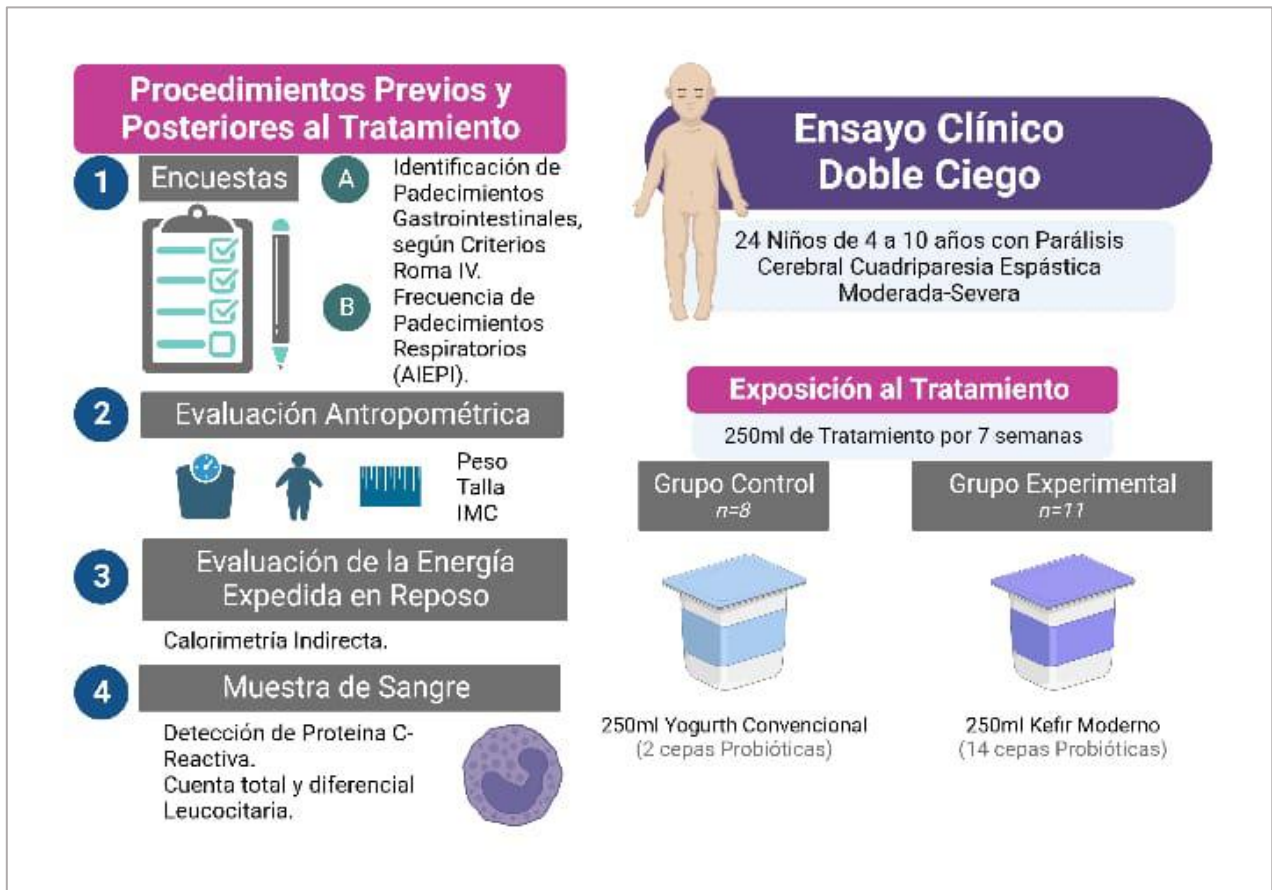 Procedimientos Previos y
Posteriores al Tratamiento
1
Encuestas
A
Identificación de
Padecimientos
Gastrointestinales,
según Criterios
Roma IV.
B
Frecuencia de
Padecimientos
Respiratorios
(AIEPI).
2
Evaluación Antropométrica
Peso
Talla
IMC
3
Evaluación de la Energía
Expedida en Reposo
Calorimetría Indirecta.
4
Muestra de Sangre
Detección de Proteína C-
Reactiva.
Cuenta total y diferencial
Leucocitaria.
Ensayo Clínico
Doble Ciego
24 Niños de 4 a 10 años con Parálisis
Cerebral Cuadriparesia Espástica
Moderada-Severa
Exposición al Tratamiento
250ml de Tratamiento por 7 semanas
Grupo Control
n=8
250ml Yogurth Convencional
(2 cepas Probióticas)
Grupo Experimental
n=11
250ml Kefir Moderno
(14 cepas Probióticas)